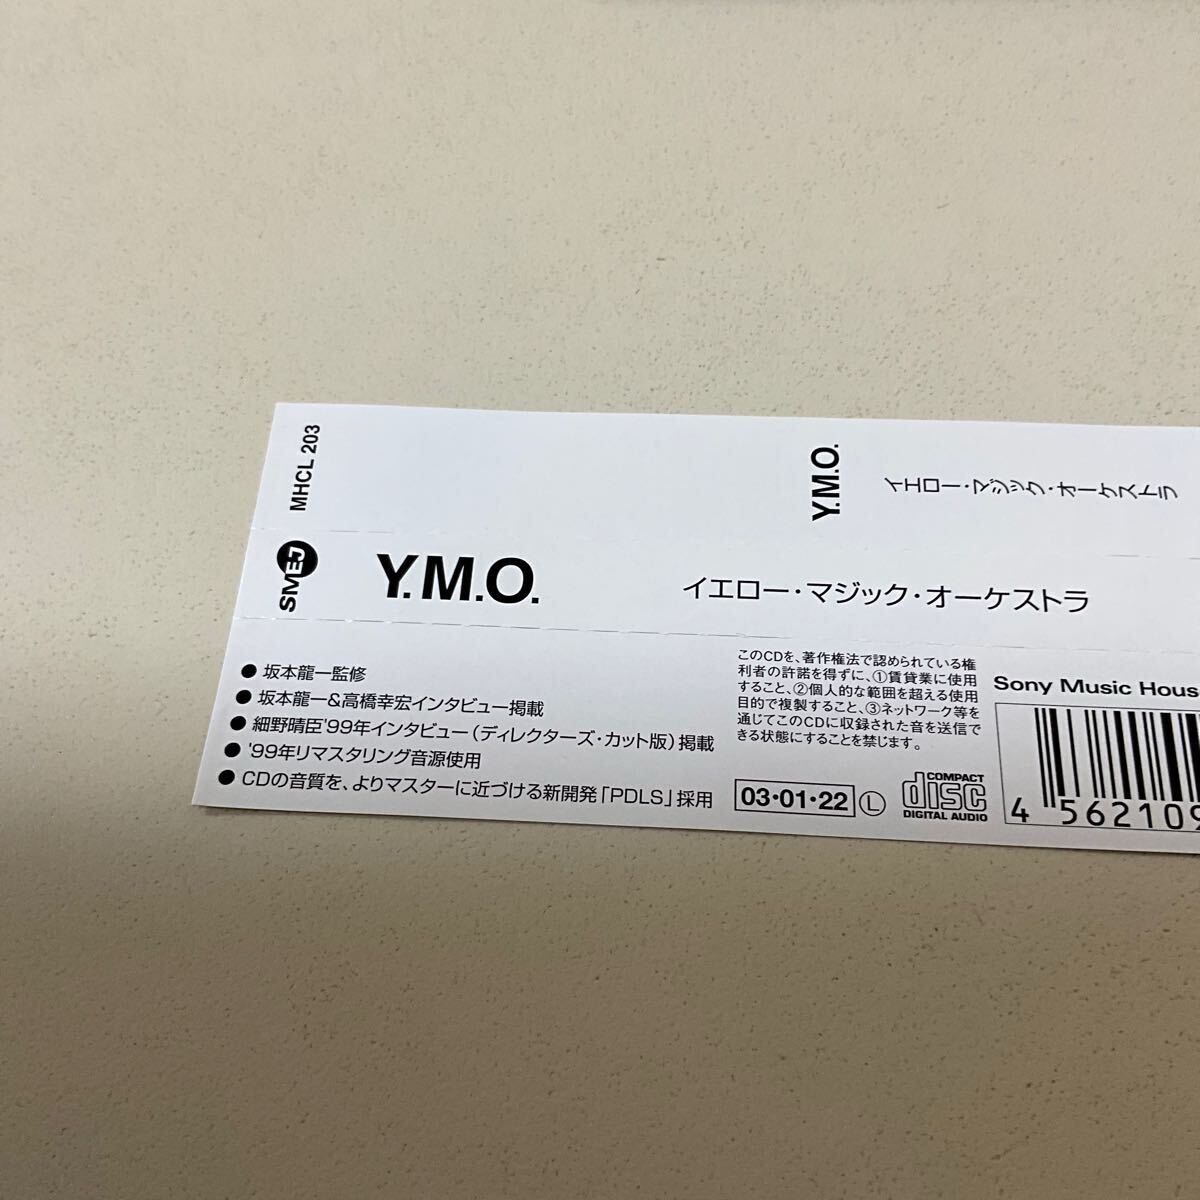 MHCL 203
Y.M.O.
イエロー・マジック・オーケストラ
SMEJ
Y.M.O.
イエロー・マジック・オーケストラ
● 坂本龍一監修
● 坂本龍一&高橋幸宏インタビュー掲載
● 細野晴臣'99年インタビュー(ディレクターズ・カット版)掲載
● '99年リマスタリング音源使用
● CDの音質を、よりマスターに近づける新開発「PDLS」採用
このCDを、著作権法で認められている権
利者の許諾を得ずに、①賃貸業に使用
すること、②個人的な範囲を超える使用
目的で複製すること、③ネットワーク等を
通じてこのCDに収録された音を送信で
きる状態にすることを禁じます。
03・01・22 Ⓛ
COMPACT
disc
DIGITAL AUDIO
Sony Music Hous
4 562109